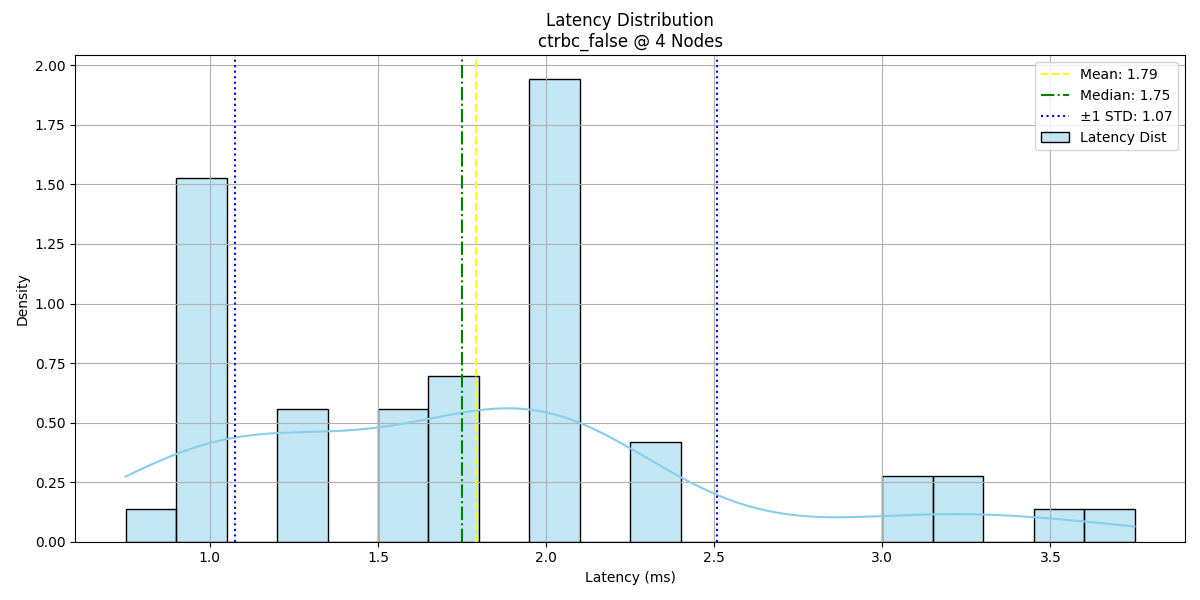 Latency Distribution
ctrbc_false @ 4 Nodes
Mean: 1.79
Median: 1.75
±1 STD: 1.07
Latency Dist
Density
2.00
1.75
1.50
1.25
1.00
0.75
0.50
0.25
0.00
1.0 1.5 2.0 2.5 3.0 3.5
Latency (ms)